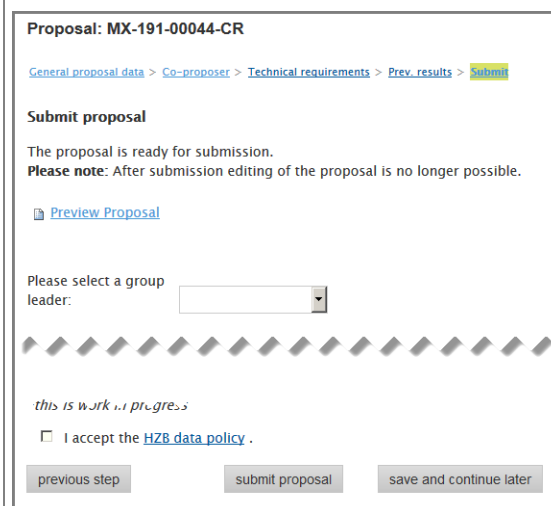 Proposal: MX-191-00044-CR
General proposal data > Co-proposer > Technical requirements > Prev. results > Submit
Submit proposal
The proposal is ready for submission.
Please note: After submission editing of the proposal is no longer possible.
Preview Proposal
Please select a group
leader:
this is work in progress
I accept the HZB data policy .
previous step submit proposal save and continue later